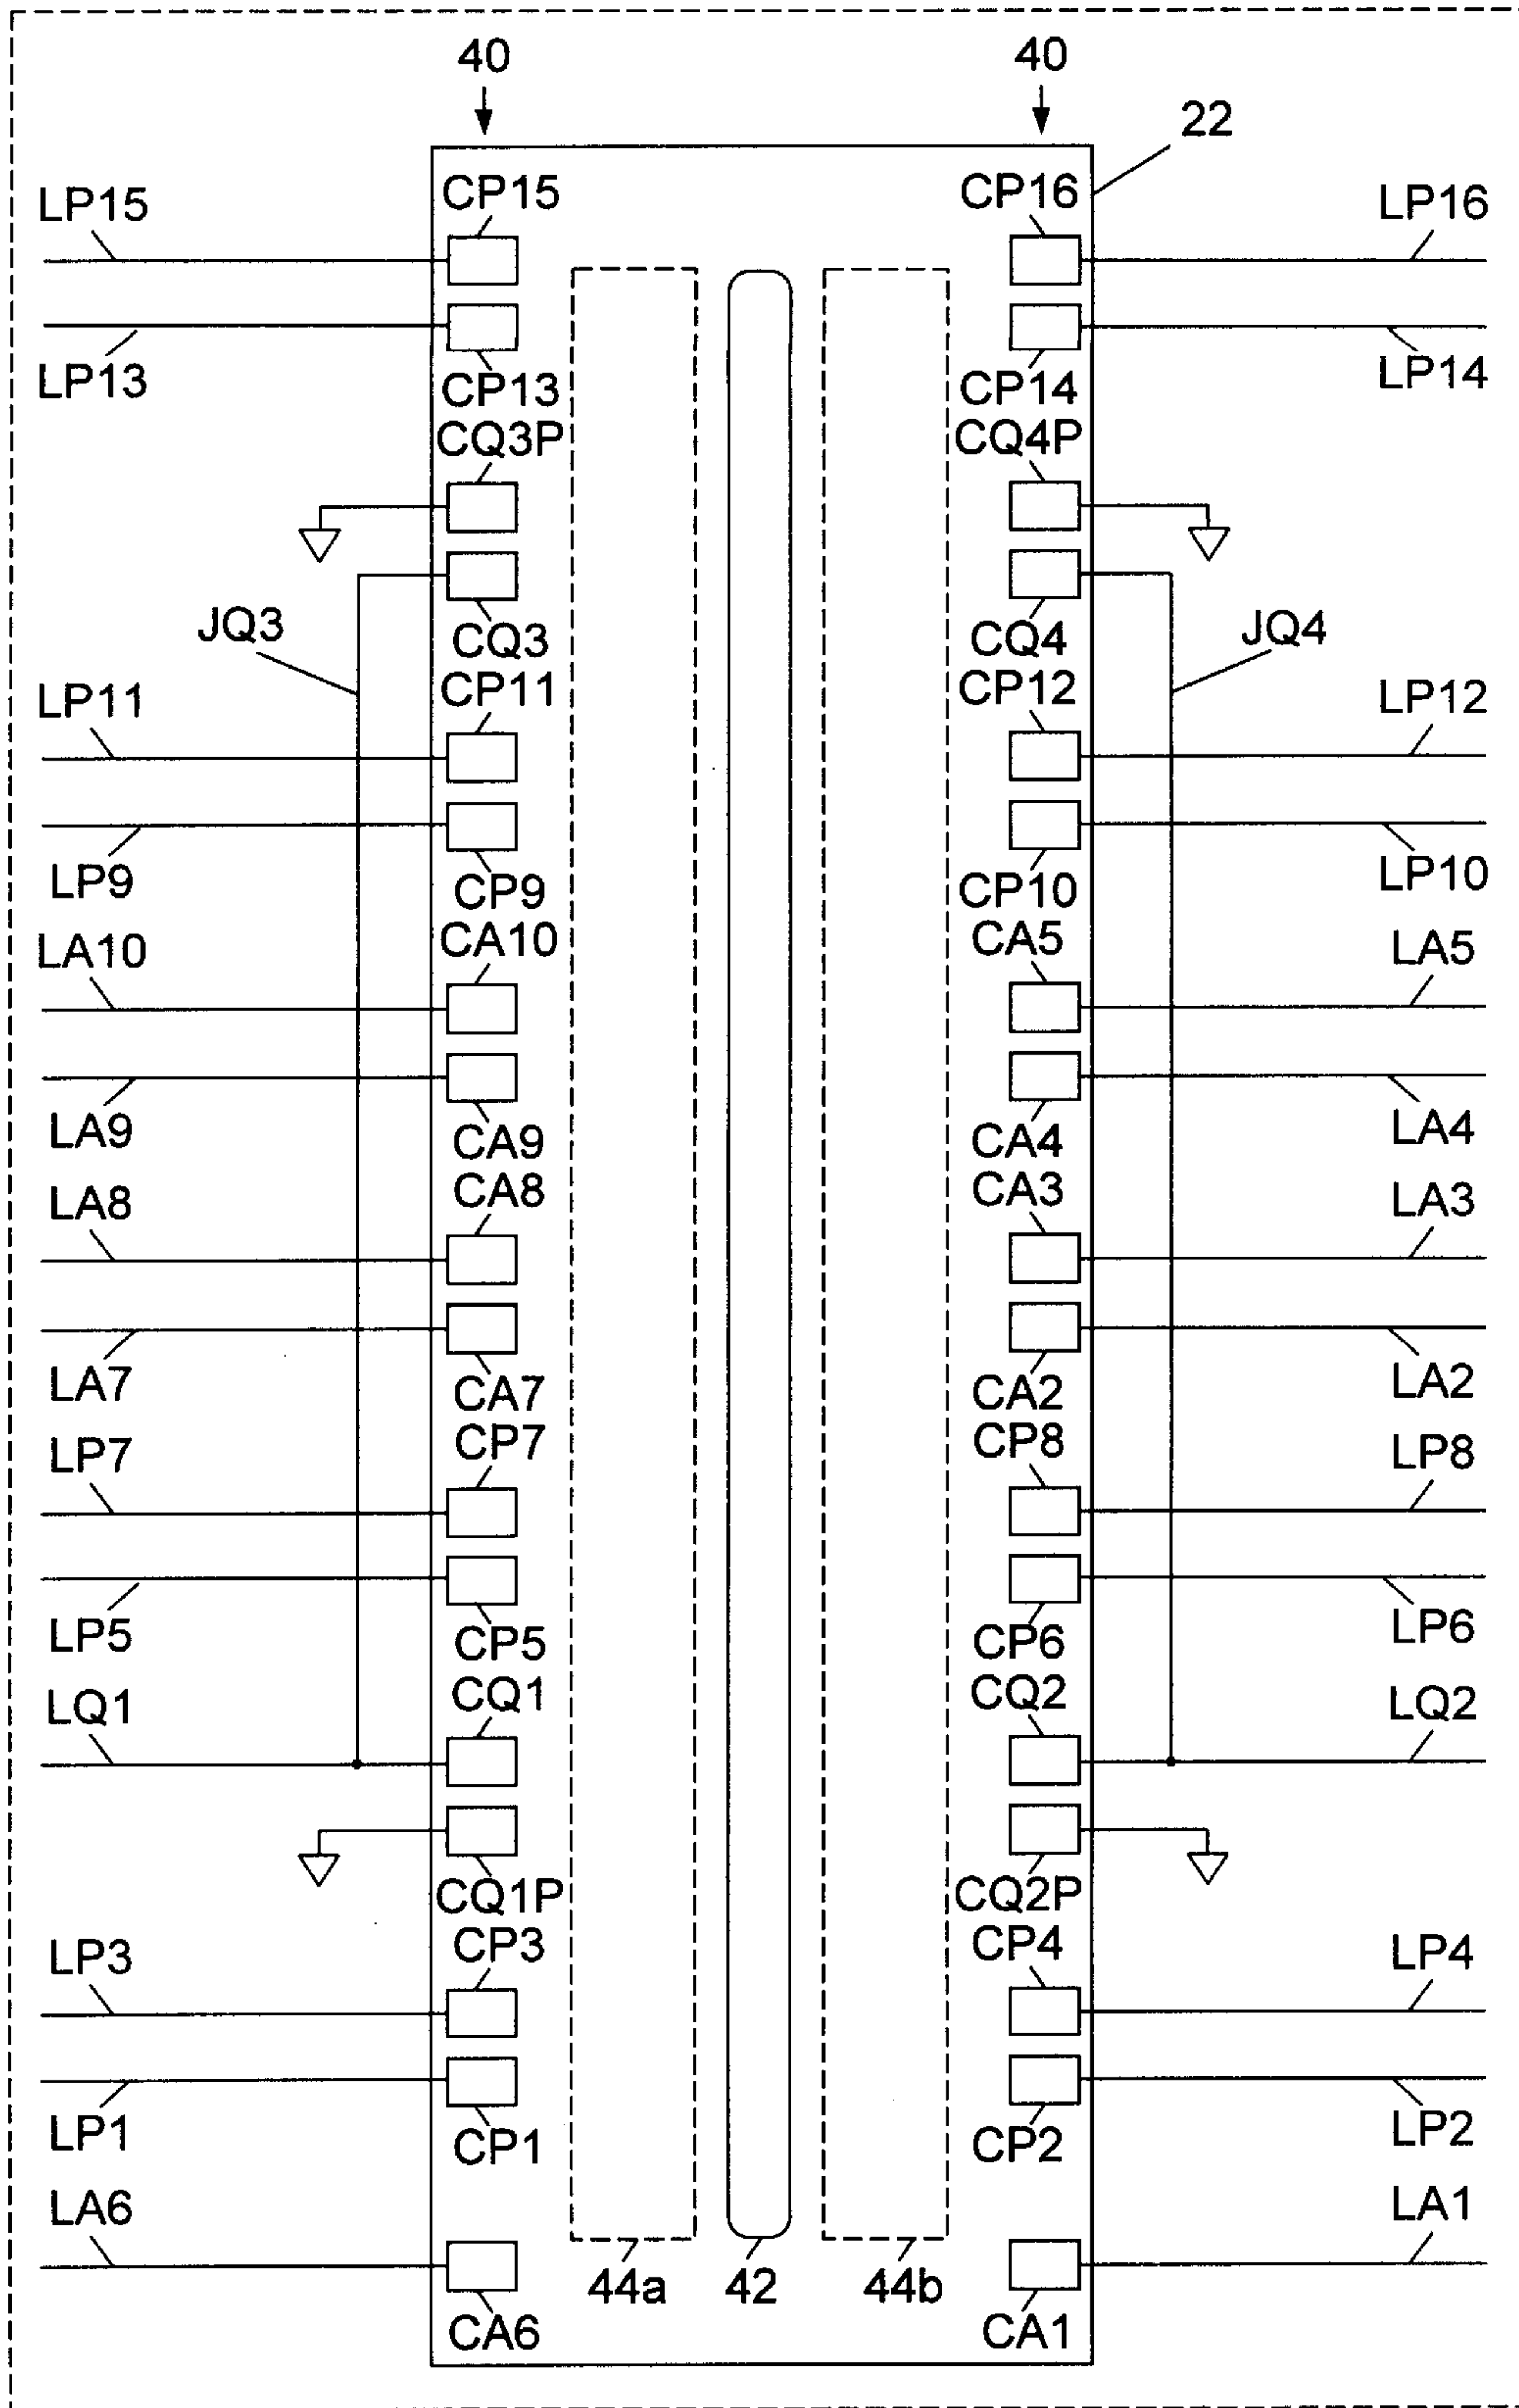 40 40
22
CP15 CP16
LP15 LP16
LP13 LP14
CP13 CP14
CQ3P CQ4P
JQ3 CQ3 CQ4 JQ4
CP11 CP12
LP11 LP12
LP9 LP10
CP9 CP10
CA10 CA5
LA10 LA5
LA9 LA4
CA9 CA4
CA8 CA3
LA8 LA3
LA7 LA2
CA7 CA2
CP7 CP8
LP7 LP8
LP5 LP6
CP5 CP6
CQ1 CQ2
LQ1 LQ2
CQ1P CQ2P
CP3 CP4
LP3 LP4
LP1 LP2
CP1 CP2
LA6 LA1
44a 42 44b
CA6 CA1